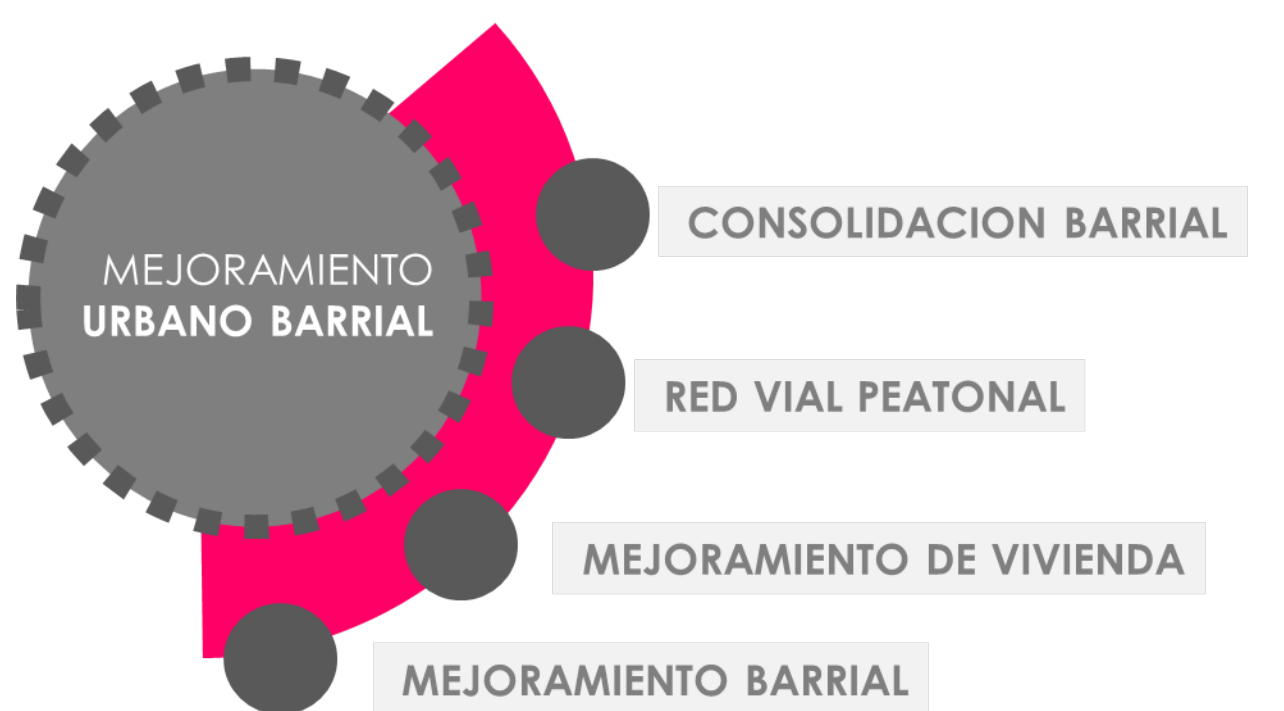 MEJORAMIENTO
URBANO BARRIAL
CONSOLIDACION BARRIAL
RED VIAL PEATONAL
MEJORAMIENTO DE VIVIENDA
MEJORAMIENTO BARRIAL